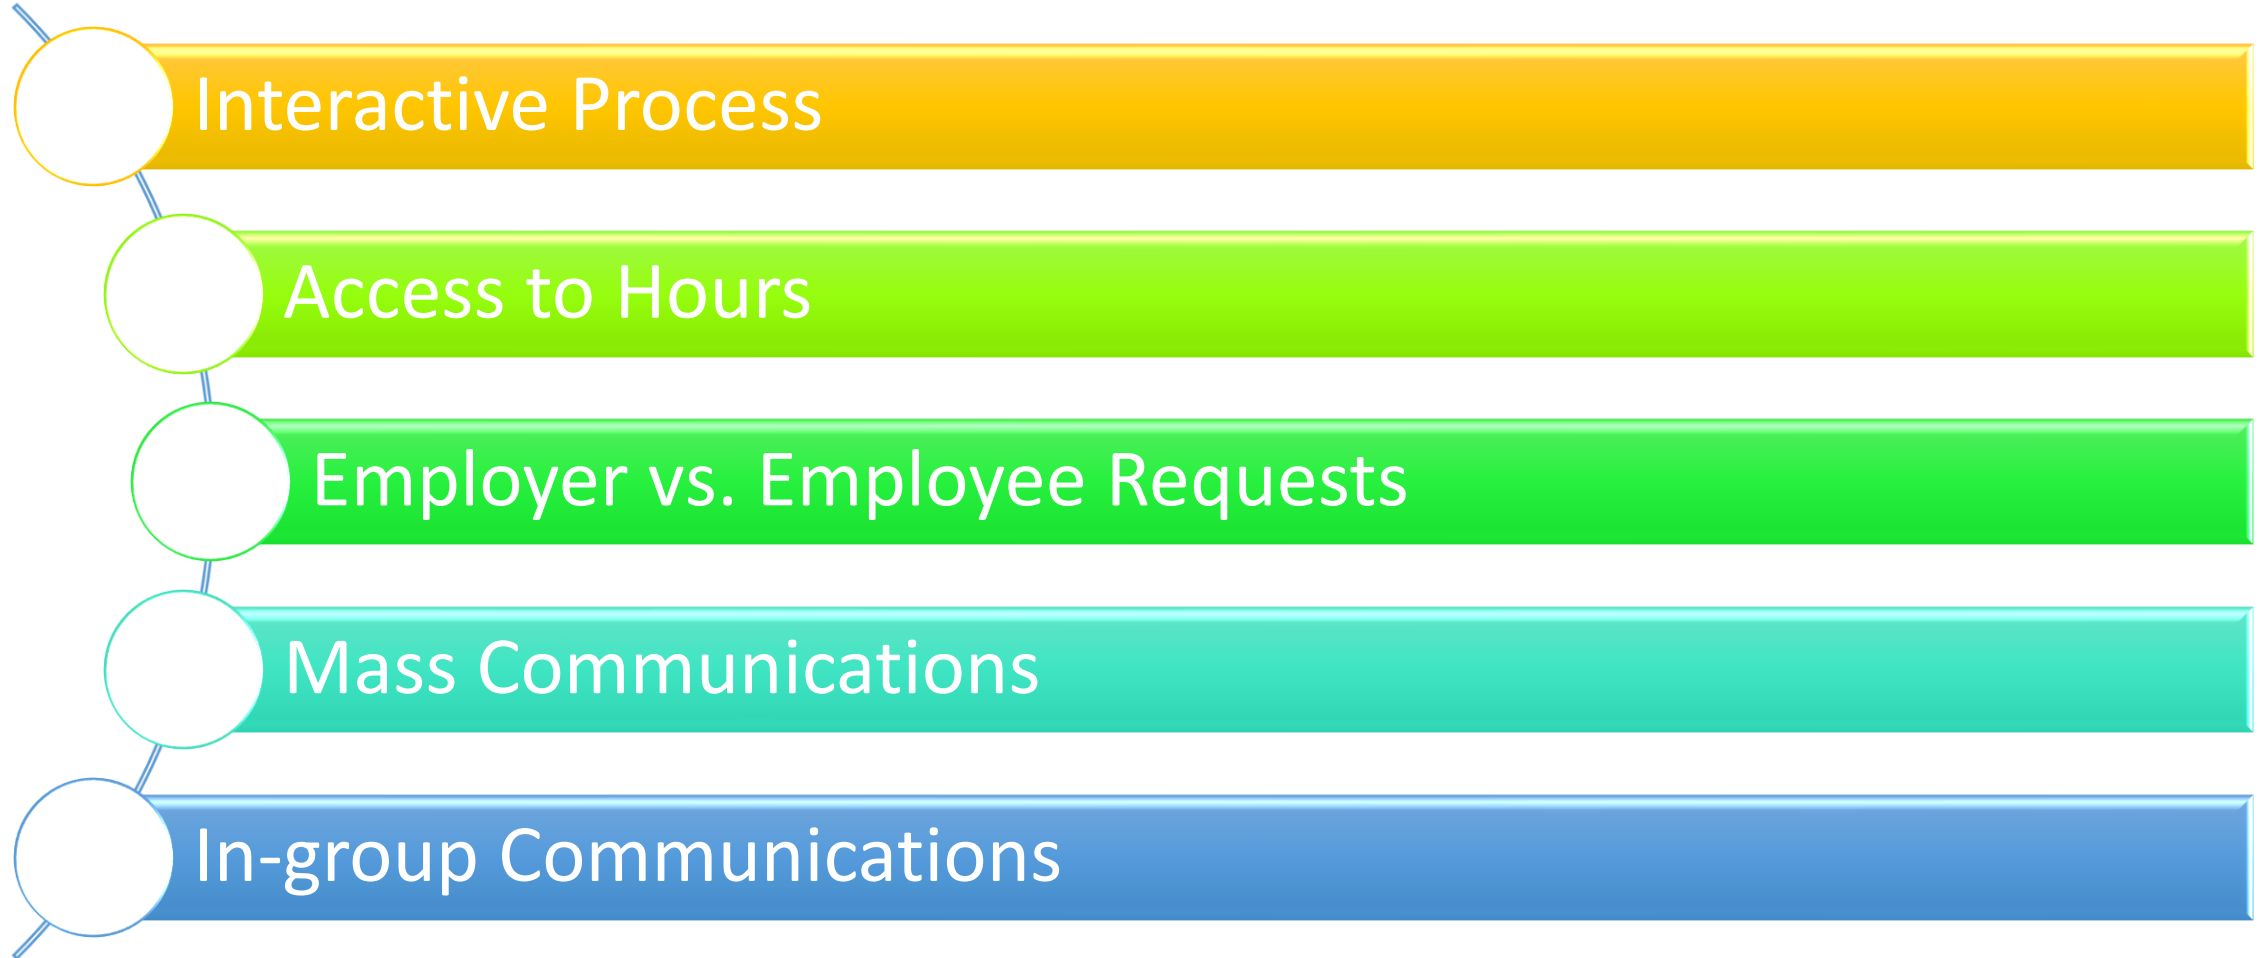 Interactive Process
Access to Hours
Employer vs. Employee Requests
Mass Communications
In-group Communications